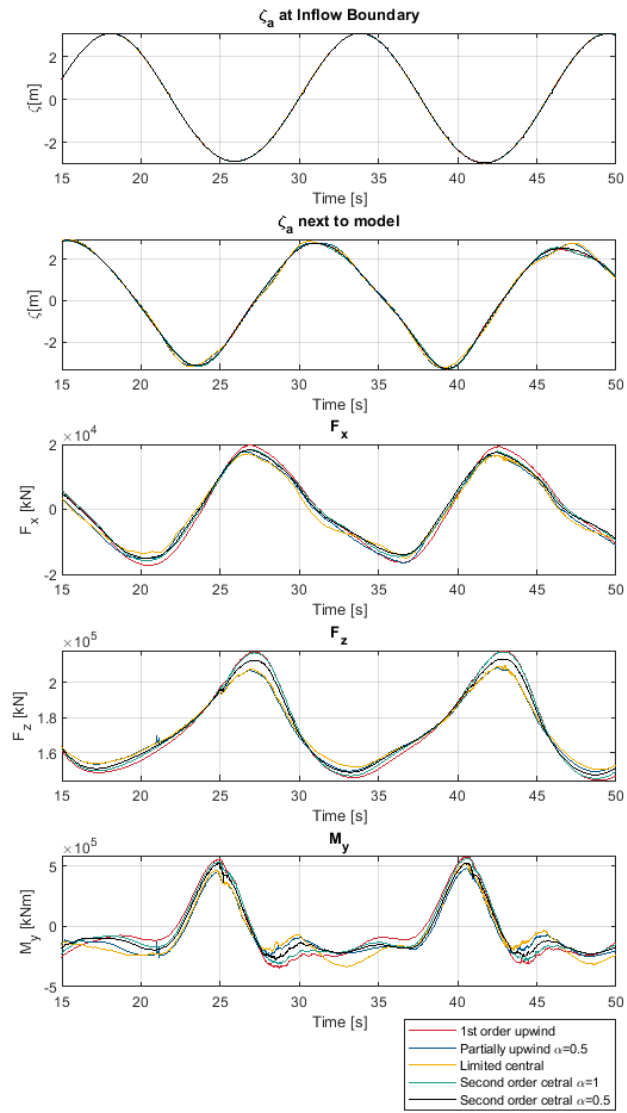 ζa at Inflow Boundary
2
0
-2
ζ[m]
15 20 25 30 35 40 45 50
Time [s]
ζa next to model
2
0
-2
ζ[m]
15 20 25 30 35 40 45 50
Time [s]
×10^4
Fx
2
0
-2
Fx [kN]
15 20 25 30 35 40 45 50
Time [s]
×10^5
Fz
2
1.8
1.6
Fz [kN]
15 20 25 30 35 40 45 50
Time [s]
×10^5
My
5
0
-5
My [kNm]
15 20 25 30 35 40 45 50
Time [s]
1st order upwind
Partially upwind α=0.5
Limited central
Second order cetral α=1
Second order cetral α=0.5